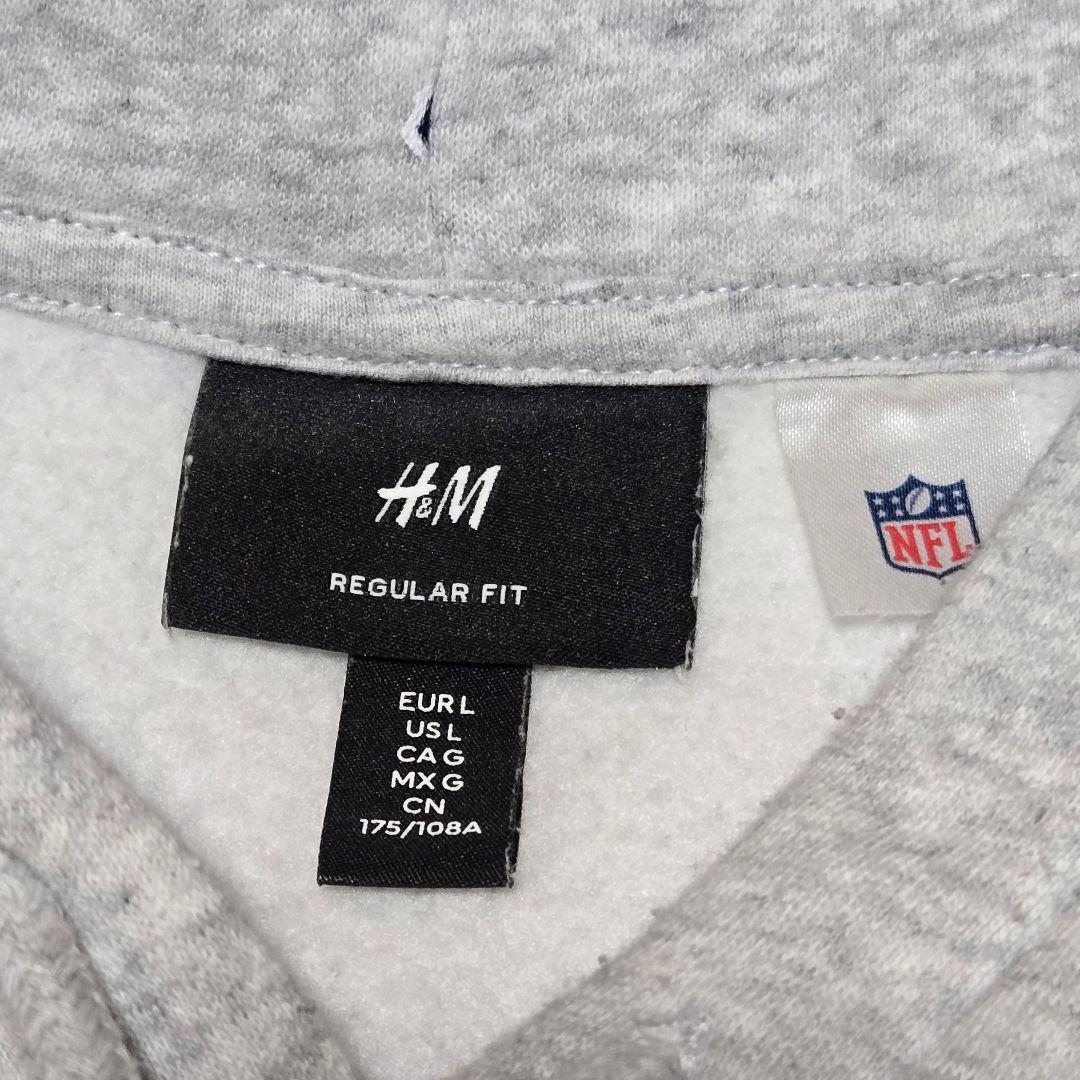 H&M
REGULAR FIT
NFL
EUR L
US L
CA G
MX G
CN
175/108A